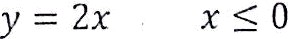 y = 2x x ≤ 0